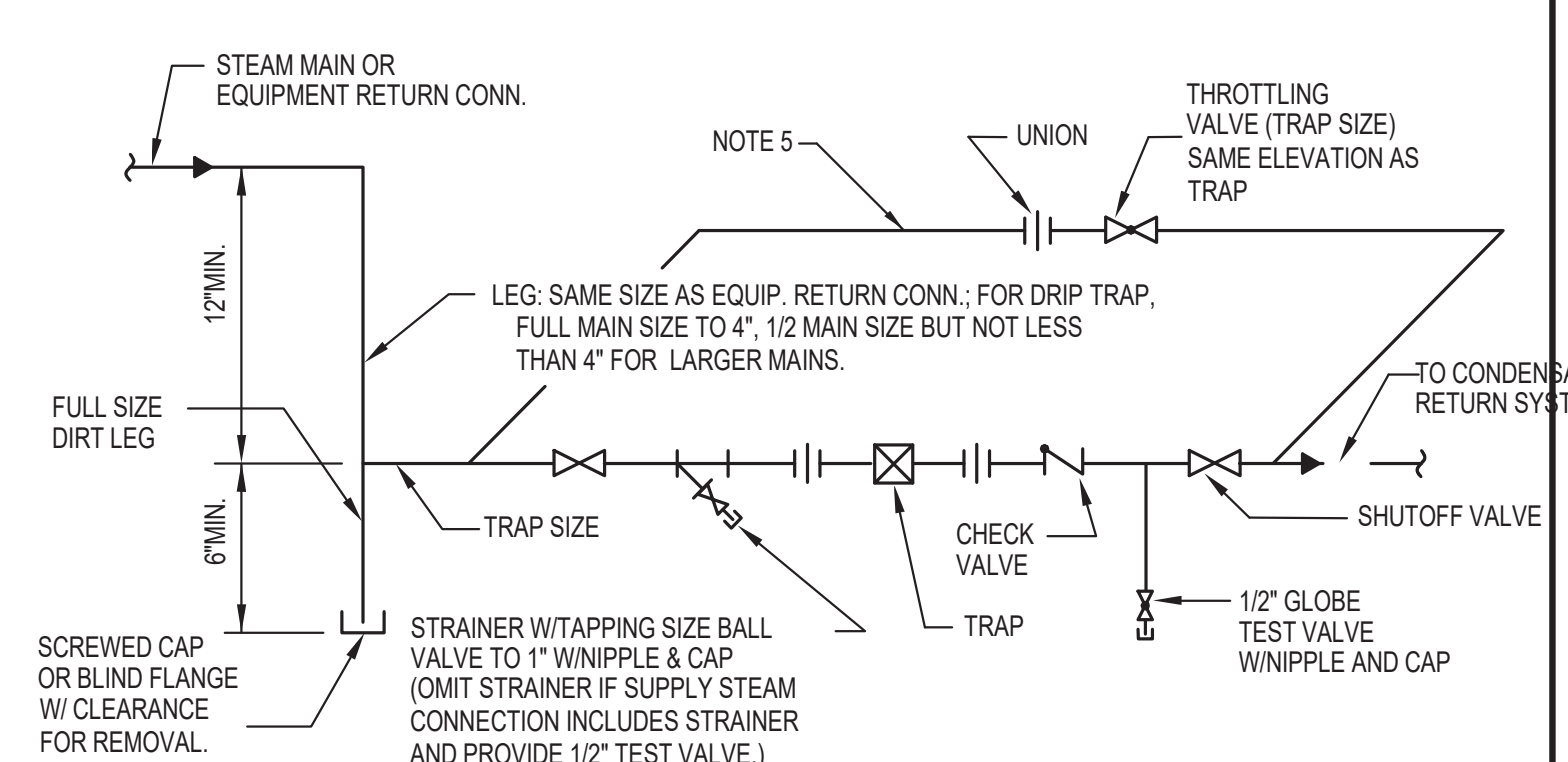 STEAM MAIN OR
EQUIPMENT RETURN CONN.
NOTE 5
UNION
THROTTLING
VALVE (TRAP SIZE)
SAME ELEVATION AS
TRAP
12"MIN.
LEG: SAME SIZE AS EQUIP. RETURN CONN.; FOR DRIP TRAP,
FULL MAIN SIZE TO 4", 1/2 MAIN SIZE BUT NOT LESS
THAN 4" FOR LARGER MAINS.
TO
RETURN
FULL SIZE
DIRT LEG
6"MIN.
TRAP SIZE
CHECK
VALVE
SHUTOFF VALVE
TRAP
1/2" GLOBE
TEST VALVE
W/NIPPLE AND CAP
SCREWED CAP
OR BLIND FLANGE
W/ CLEARANCE
FOR REMOVAL.
STRAINER W/TAPPING SIZE BALL
VALVE TO 1" W/NIPPLE & CAP
(OMIT STRAINER IF SUPPLY STEAM
CONNECTION INCLUDES STRAINER
AND PROVIDE 1/2" TEST VALVE.)